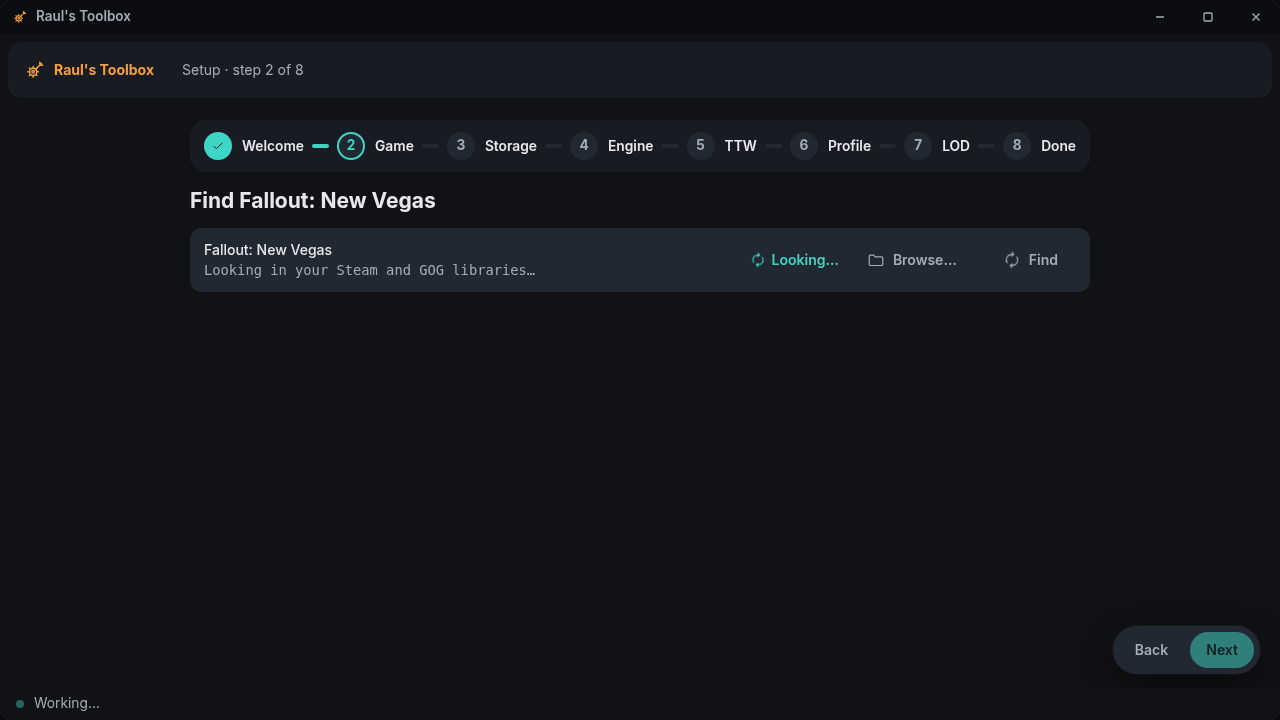 Raul's Toolbox
Raul's Toolbox
Setup · step 2 of 8
Welcome
2
Game
3
Storage
4
Engine
5
TTW
6
Profile
7
LOD
8
Done
Find Fallout: New Vegas
Fallout: New Vegas
Looking in your Steam and GOG libraries…
Looking…
Browse…
Find
Back
Next
Working…